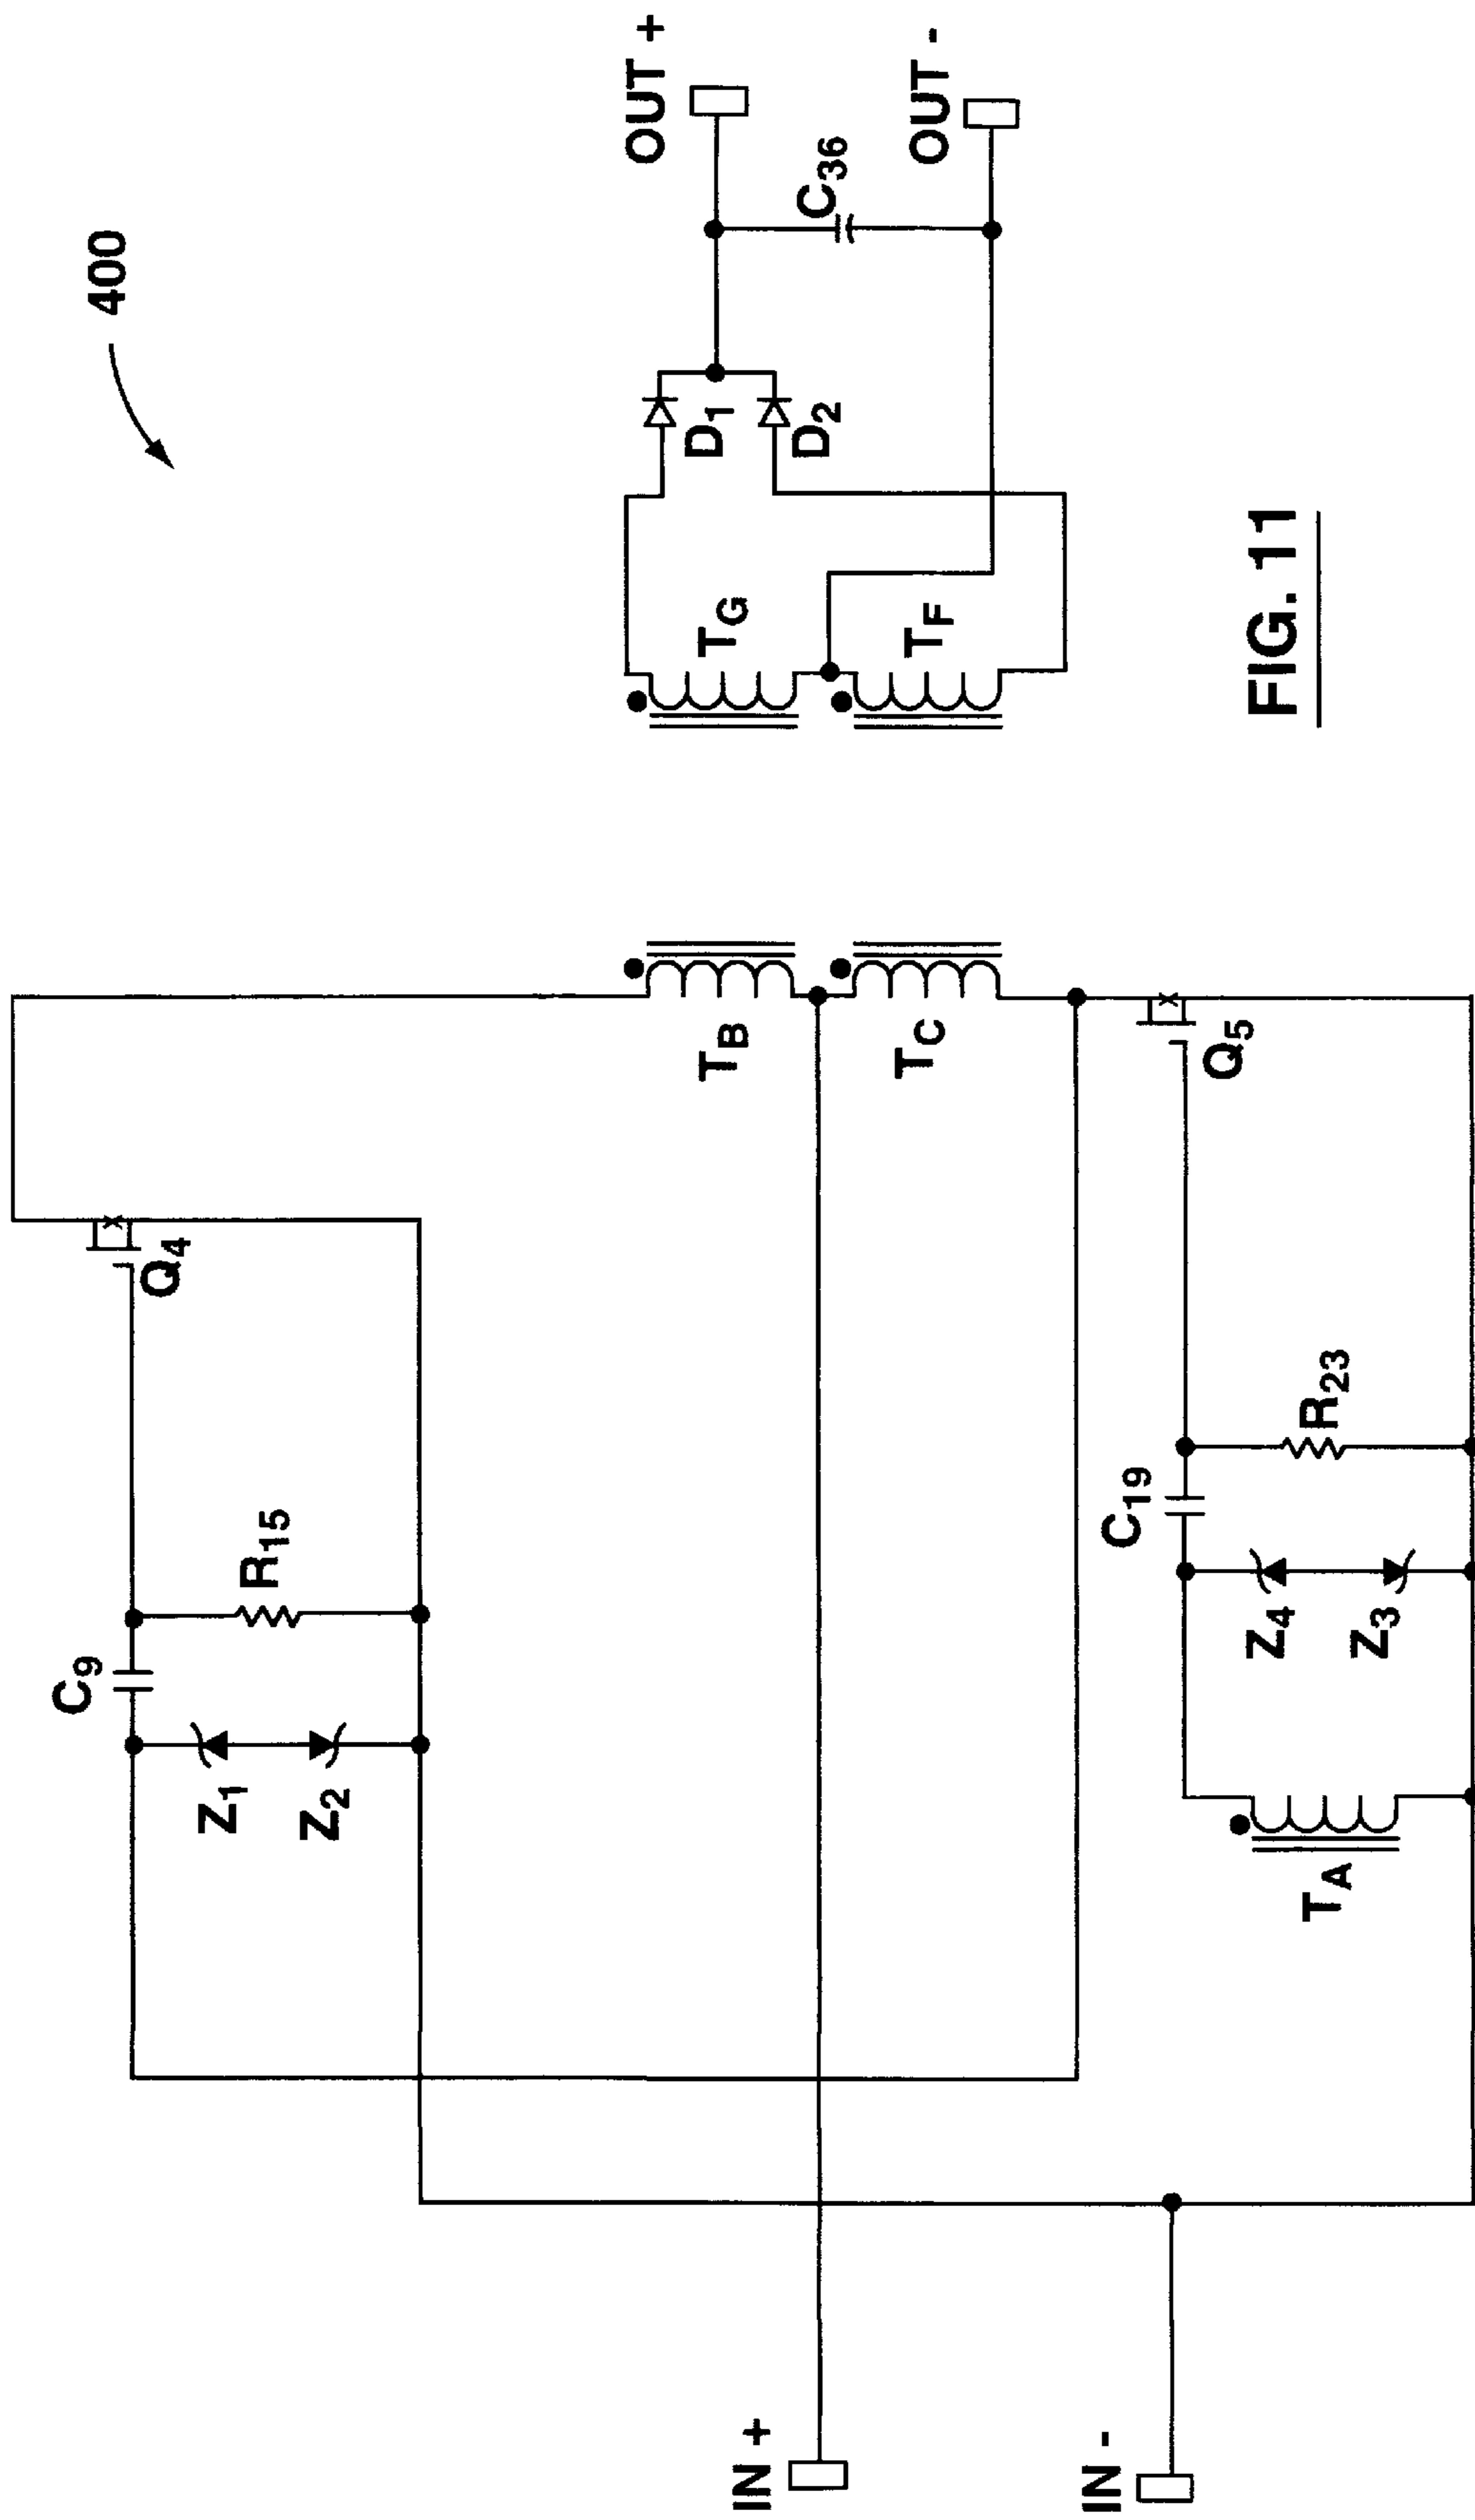 400
OUT +
C36
OUT -
D1
D2
TG
TF
FIG. 11
TB
TC
Q4
Q5
C9
R15
Z1
Z2
C19
R23
Z4
Z3
TA
IN +
IN -